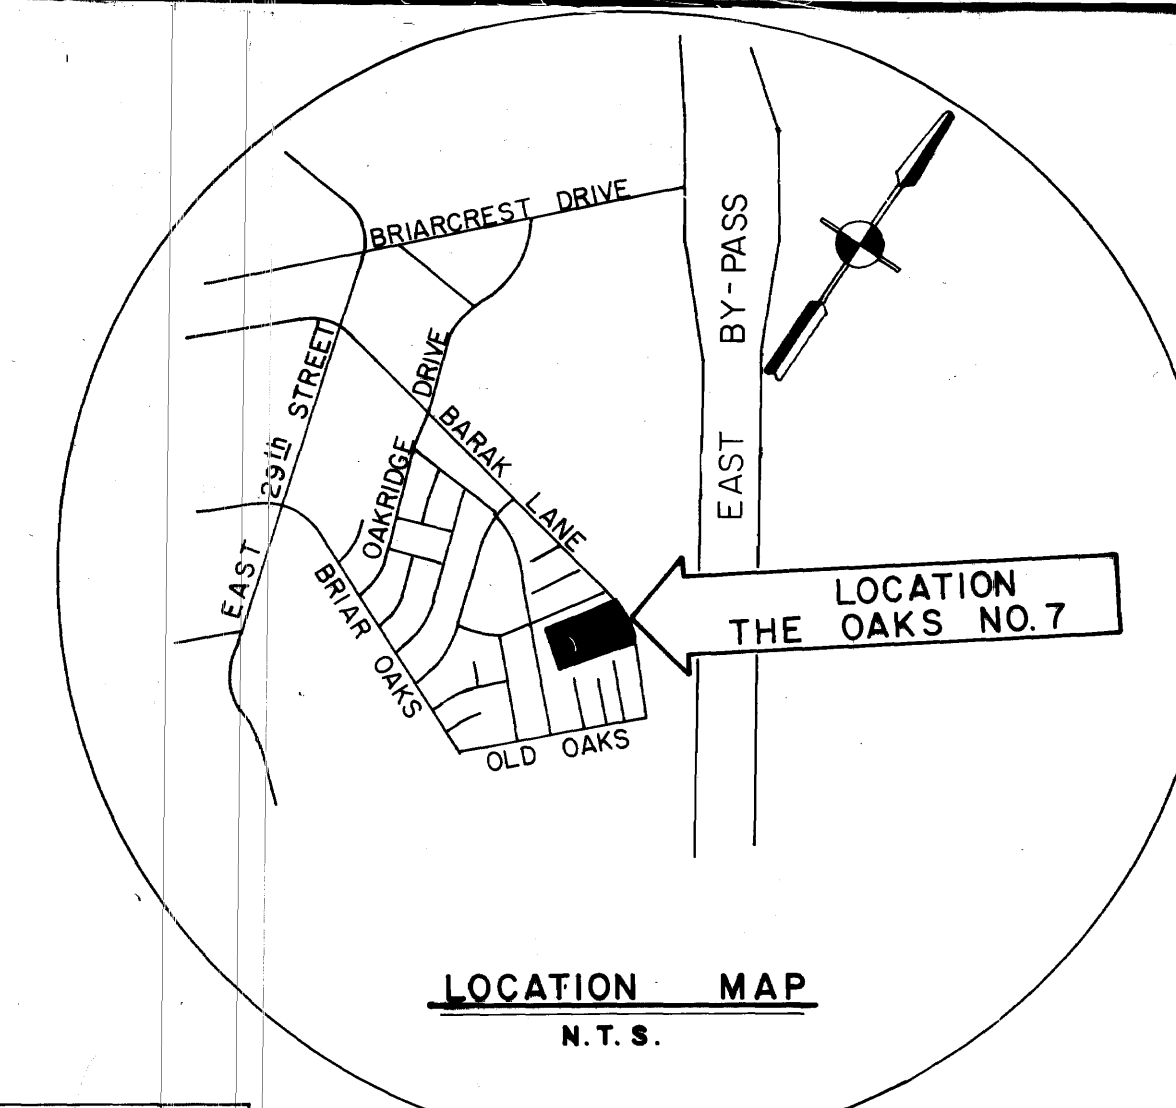 BRIARCREST DRIVE
EAST BY-PASS
EAST 29th STREET
OAKRIDGE DRIVE
BARAK LANE
BRIAR OAKS
OLD OAKS
LOCATION
THE OAKS NO. 7
LOCATION MAP
N.T.S.